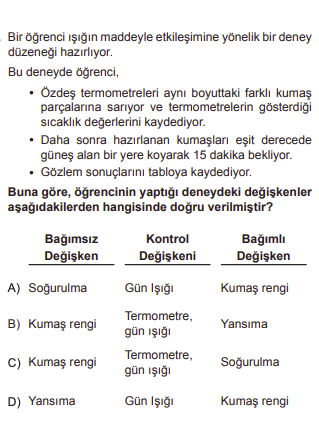 Bir öğrenci ışığın maddeyle etkileşimine yönelik bir deney
düzeneği hazırlıyor.
Bu deneyde öğrenci,
• Özdeş termometreleri aynı boyuttaki farklı kumaş
parçalarına sarıyor ve termometrelerin gösterdiği
sıcaklık değerlerini kaydediyor.
• Daha sonra hazırlanan kumaşları eşit derecede
güneş alan bir yere koyarak 15 dakika bekliyor.
• Gözlem sonuçlarını tabloya kaydediyor.
Buna göre, öğrencinin yaptığı deneydeki değişkenler
aşağıdakilerden hangisinde doğru verilmiştir?
Bağımsız Değişken Kontrol Değişkeni Bağımlı Değişken
A) Soğurulma Gün Işığı Kumaş rengi
B) Kumaş rengi Termometre, gün ışığı Yansıma
C) Kumaş rengi Termometre, gün ışığı Soğurulma
D) Yansıma Gün Işığı Kumaş rengi